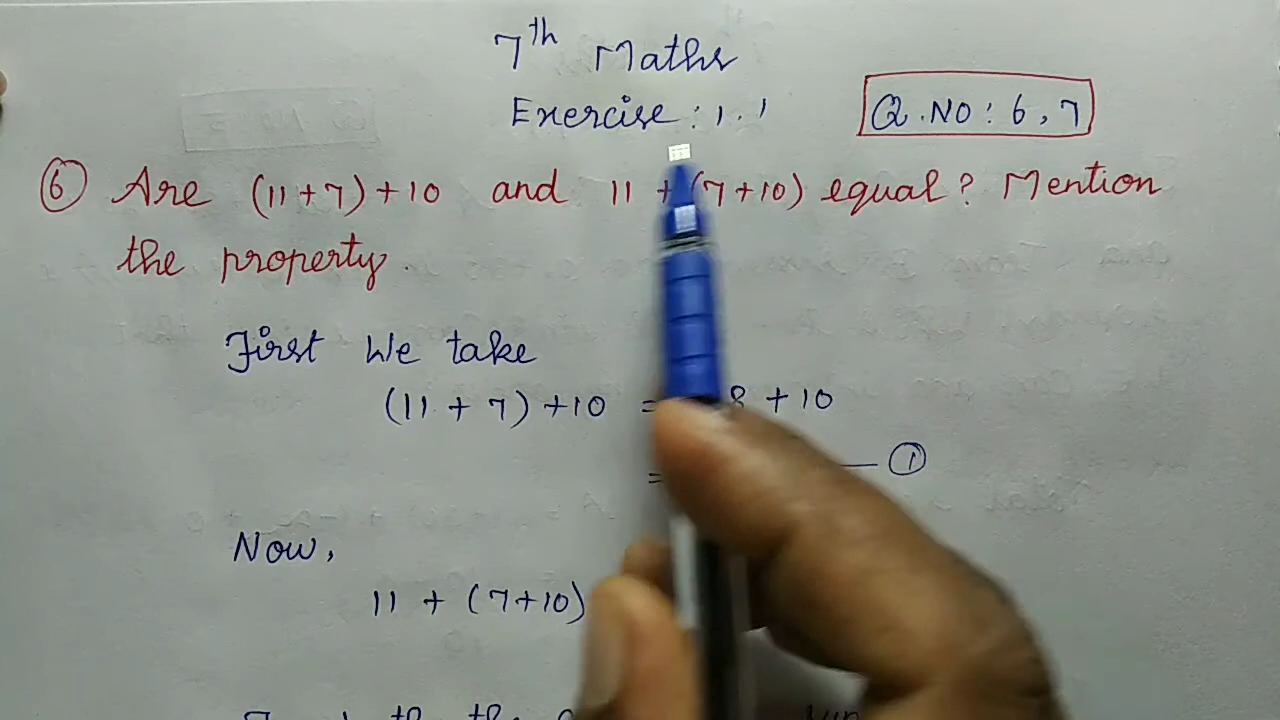 7th Maths
Exercise : 1.1
Q.NO : 6, 7
⑥ Are (11+7)+10 and 11 + (7+10) equal? Mention
the property.
First We take
(11 + 7) +10 = 8 + 10
= — ①
Now,
11 + (7+10)